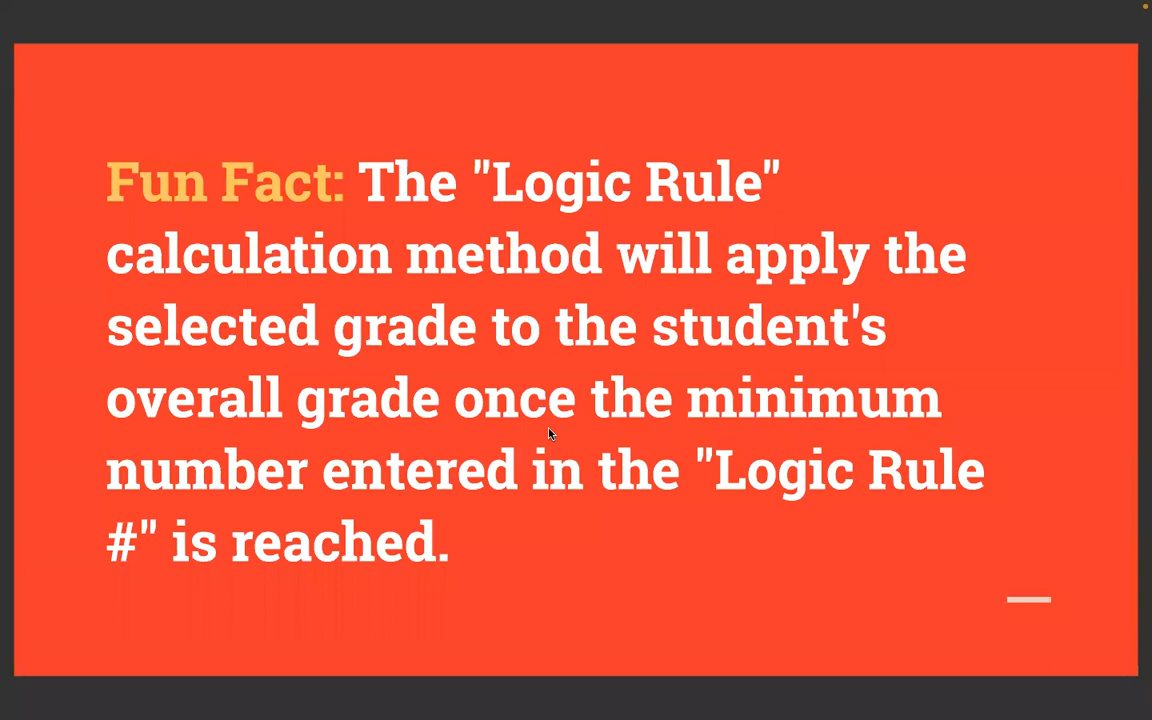 Fun Fact: The "Logic Rule"
calculation method will apply the
selected grade to the student's
overall grade once the minimum
number entered in the "Logic Rule
#" is reached.